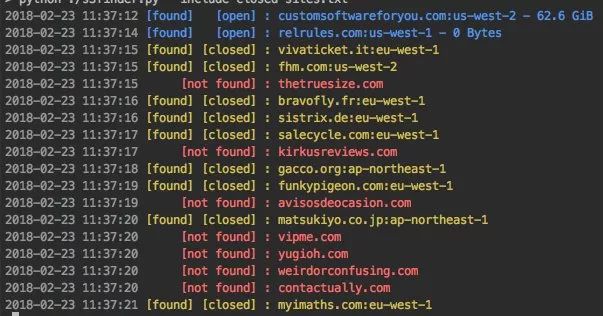 2018-02-23 11:37:12 [found] [open] : customsoftwareforyou.com:us-west-2 - 62.6 GiB
2018-02-23 11:37:14 [found] [open] : relrules.com:us-west-1 - 0 Bytes
2018-02-23 11:37:15 [found] [closed] : vivaticket.it:eu-west-1
2018-02-23 11:37:15 [found] [closed] : fhm.com:us-west-2
2018-02-23 11:37:15 [not found] : thetruesize.com
2018-02-23 11:37:16 [found] [closed] : bravofly.fr:eu-west-1
2018-02-23 11:37:16 [found] [closed] : sistrix.de:eu-west-1
2018-02-23 11:37:17 [found] [closed] : salecycle.com:eu-west-1
2018-02-23 11:37:17 [not found] : kirkusreviews.com
2018-02-23 11:37:18 [found] [closed] : gacco.org:ap-northeast-1
2018-02-23 11:37:19 [found] [closed] : funkypigeon.com:eu-west-1
2018-02-23 11:37:19 [not found] : avisosdeocasion.com
2018-02-23 11:37:20 [found] [closed] : matsukiyo.co.jp:ap-northeast-1
2018-02-23 11:37:20 [not found] : vipme.com
2018-02-23 11:37:20 [not found] : yugioh.com
2018-02-23 11:37:20 [not found] : weirdorconfusing.com
2018-02-23 11:37:20 [not found] : contactually.com
2018-02-23 11:37:21 [found] [closed] : myimaths.com:eu-west-1